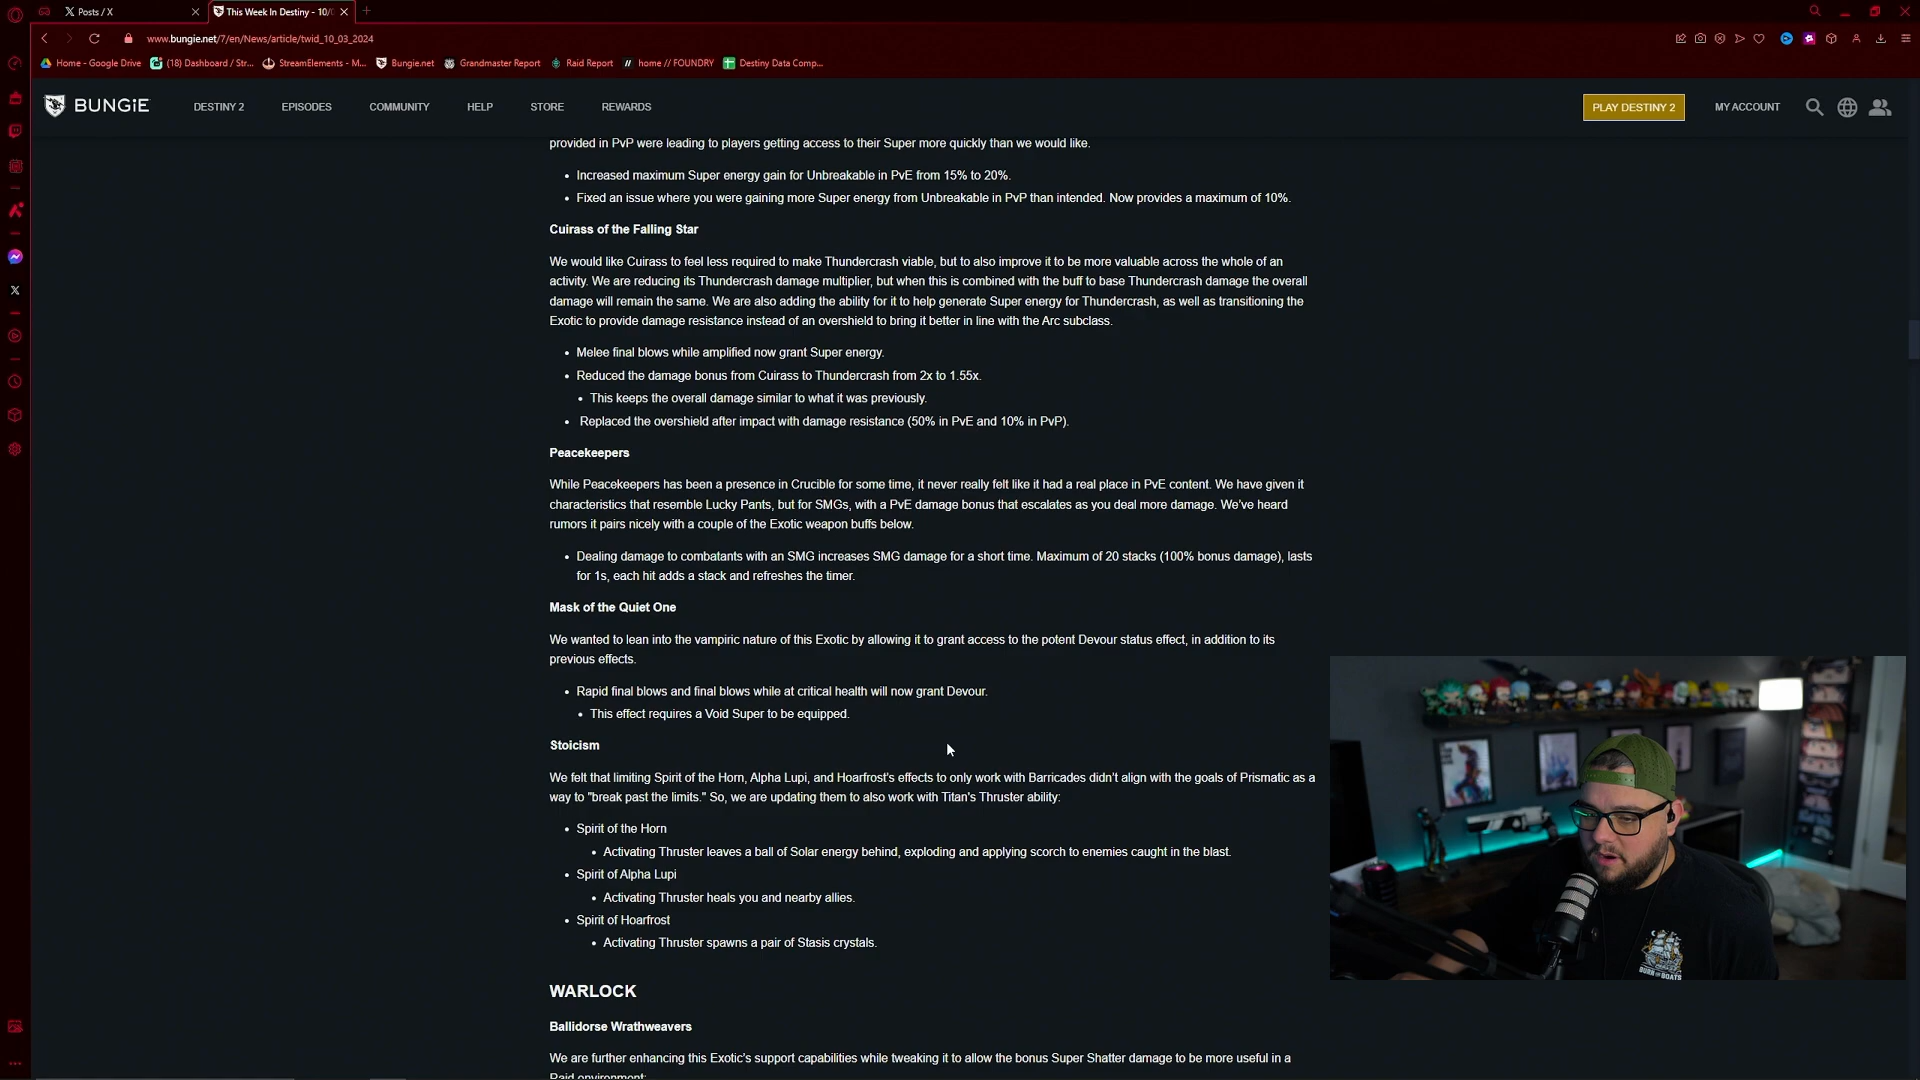 Posts / X
This Week In Destiny - 10/
www.bungie.net/7/en/News/article/twid_10_03_2024
Home - Google Drive
(18) Dashboard / Str...
StreamElements - M...
Bungie.net
Grandmaster Report
Raid Report
home // FOUNDRY
Destiny Data Comp...
BUNGiE
DESTINY 2
EPISODES
COMMUNITY
HELP
STORE
REWARDS
PLAY DESTINY 2
MY ACCOUNT
provided in PvP were leading to players getting access to their Super more quickly than we would like.
• Increased maximum Super energy gain for Unbreakable in PvE from 15% to 20%.
• Fixed an issue where you were gaining more Super energy from Unbreakable in PvP than intended. Now provides a maximum of 10%.
Cuirass of the Falling Star
We would like Cuirass to feel less required to make Thundercrash viable, but to also improve it to be more valuable across the whole of an
activity. We are reducing its Thundercrash damage multiplier, but when this is combined with the buff to base Thundercrash damage the overall
damage will remain the same. We are also adding the ability for it to help generate Super energy for Thundercrash, as well as transitioning the
Exotic to provide damage resistance instead of an overshield to bring it better in line with the Arc subclass.
• Melee final blows while amplified now grant Super energy.
• Reduced the damage bonus from Cuirass to Thundercrash from 2x to 1.55x.
• This keeps the overall damage similar to what it was previously.
• Replaced the overshield after impact with damage resistance (50% in PvE and 10% in PvP).
Peacekeepers
While Peacekeepers has been a presence in Crucible for some time, it never really felt like it had a real place in PvE content. We have given it
characteristics that resemble Lucky Pants, but for SMGs, with a PvE damage bonus that escalates as you deal more damage. We've heard
rumors it pairs nicely with a couple of the Exotic weapon buffs below.
• Dealing damage to combatants with an SMG increases SMG damage for a short time. Maximum of 20 stacks (100% bonus damage), lasts
for 1s, each hit adds a stack and refreshes the timer.
Mask of the Quiet One
We wanted to lean into the vampiric nature of this Exotic by allowing it to grant access to the potent Devour status effect, in addition to its
previous effects.
• Rapid final blows and final blows while at critical health will now grant Devour.
• This effect requires a Void Super to be equipped.
Stoicism
We felt that limiting Spirit of the Horn, Alpha Lupi, and Hoarfrost's effects to only work with Barricades didn't align with the goals of Prismatic as a
way to "break past the limits." So, we are updating them to also work with Titan's Thruster ability:
• Spirit of the Horn
• Activating Thruster leaves a ball of Solar energy behind, exploding and applying scorch to enemies caught in the blast.
• Spirit of Alpha Lupi
• Activating Thruster heals you and nearby allies.
• Spirit of Hoarfrost
• Activating Thruster spawns a pair of Stasis crystals.
WARLOCK
Ballidorse Wrathweavers
We are further enhancing this Exotic's support capabilities while tweaking it to allow the bonus Super Shatter damage to be more useful in a
Raid environment: